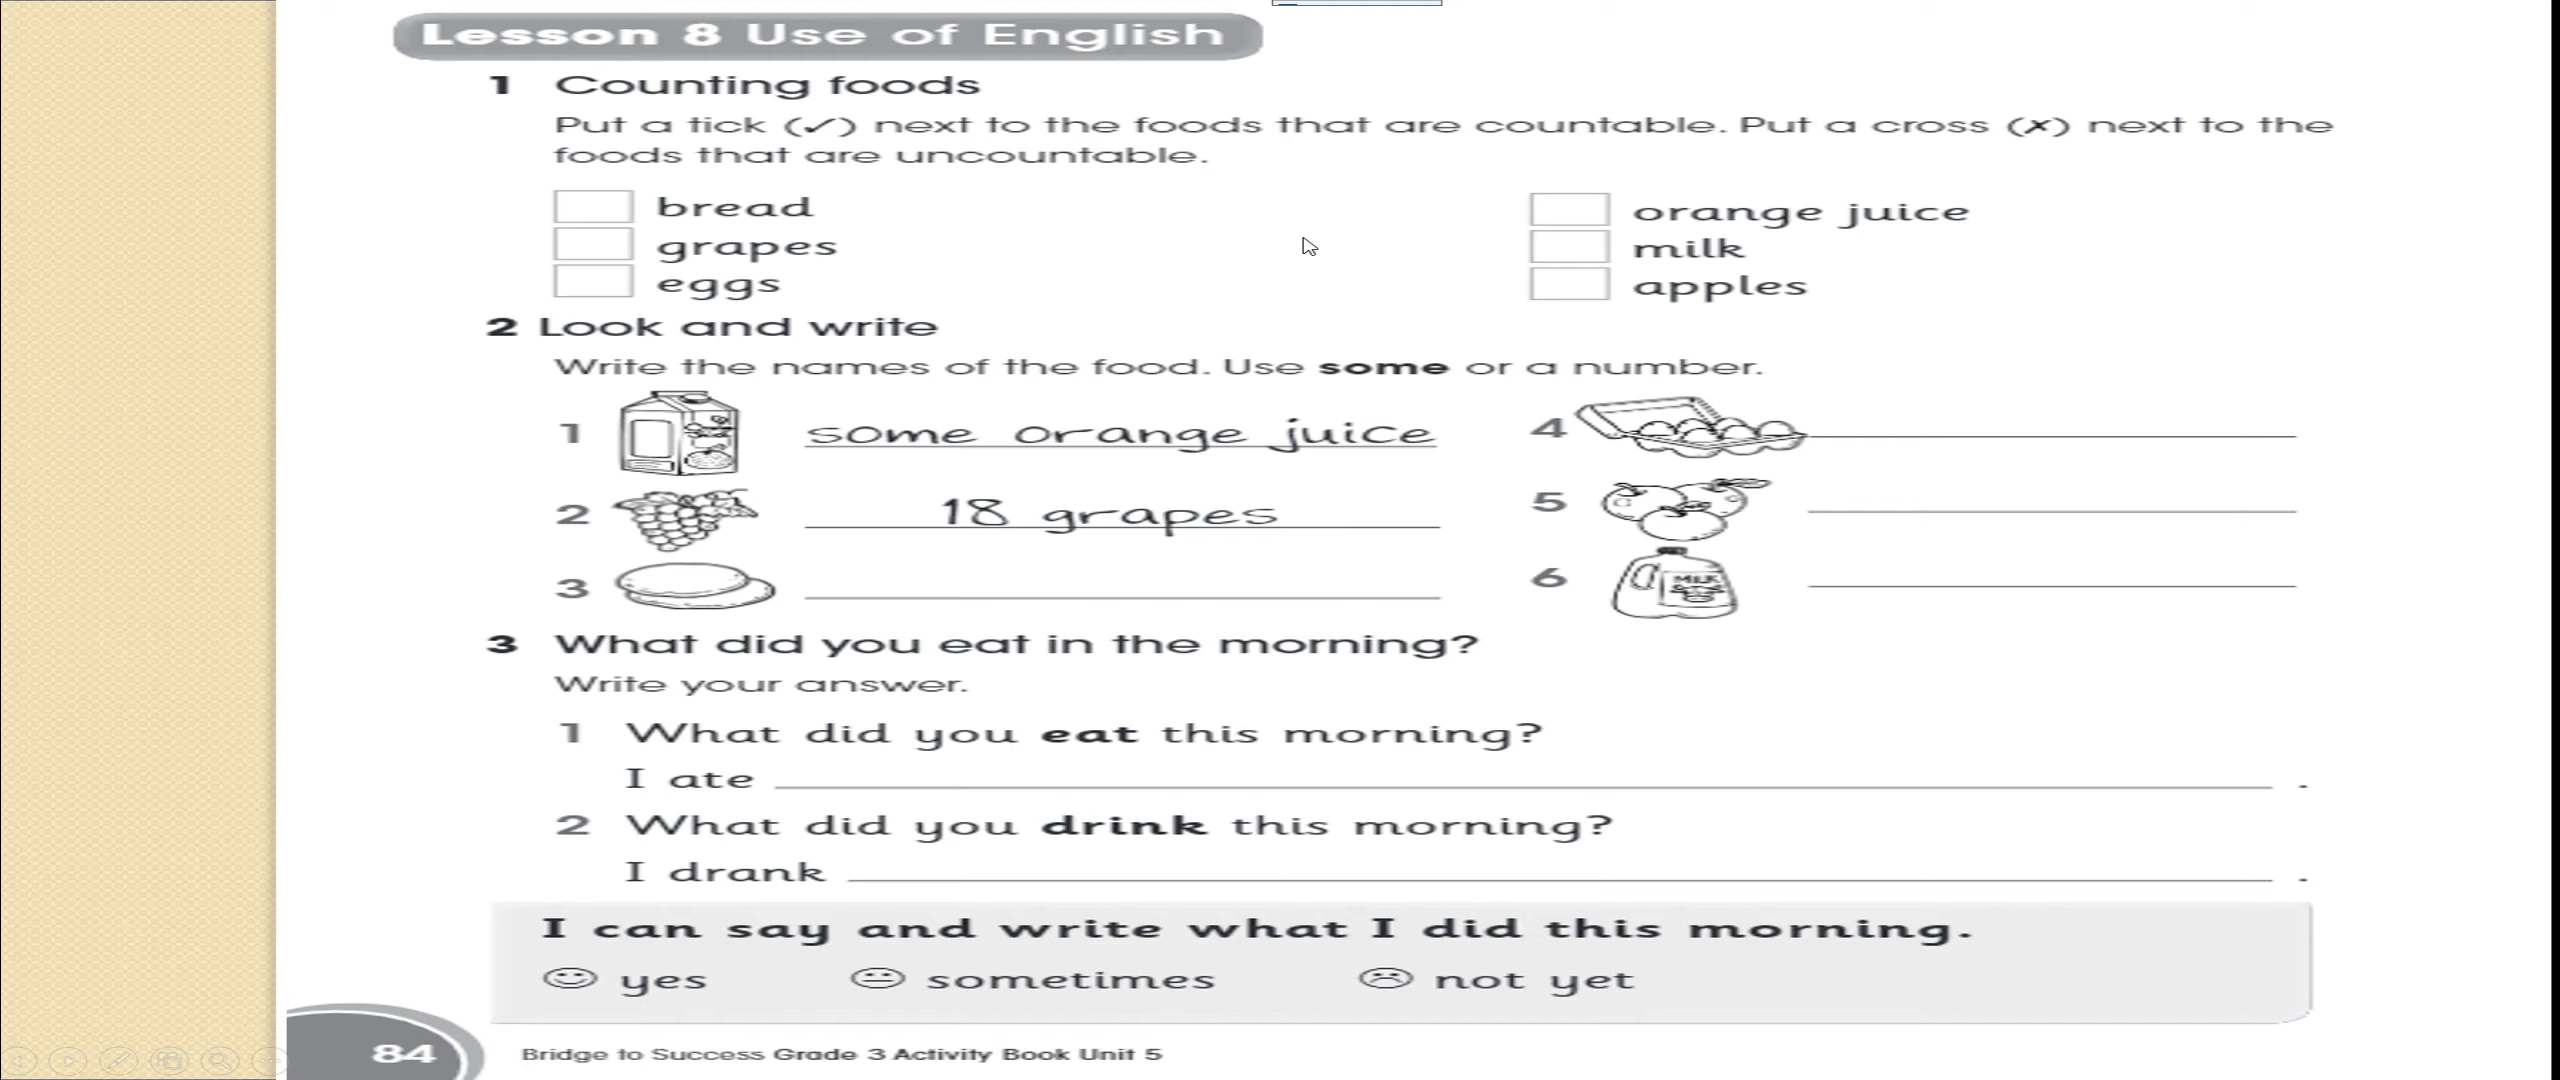 Lesson 8 Use of English
1 Counting foods
Put a tick (✓) next to the foods that are countable. Put a cross (✗) next to the
foods that are uncountable.
bread
grapes
eggs
orange juice
milk
apples
2 Look and write
Write the names of the food. Use some or a number.
1 some orange juice
2 18 grapes
3
4
5
6 MILK
3 What did you eat in the morning?
Write your answer.
1 What did you eat this morning?
I ate .
2 What did you drink this morning?
I drank .
I can say and write what I did this morning.
yes sometimes not yet
84 Bridge to Success Grade 3 Activity Book Unit 5